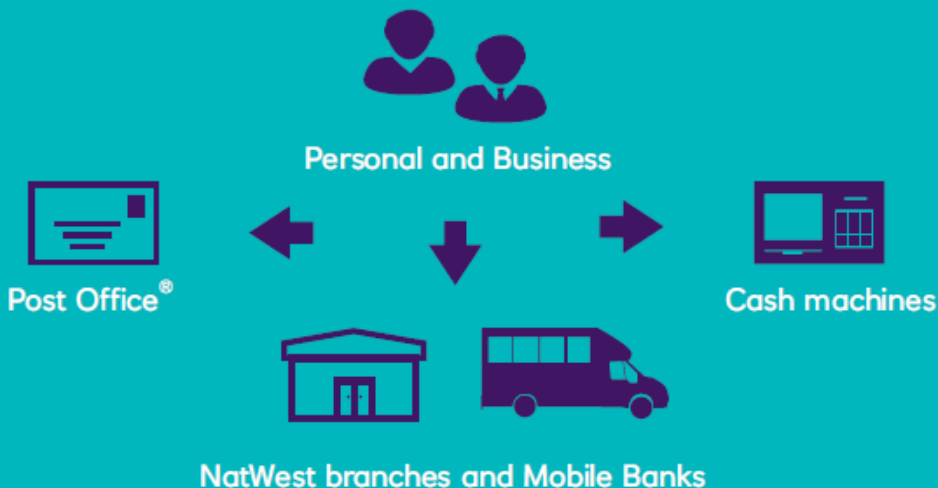 Personal and Business
Post Office®
Cash machines
NatWest branches and Mobile Banks